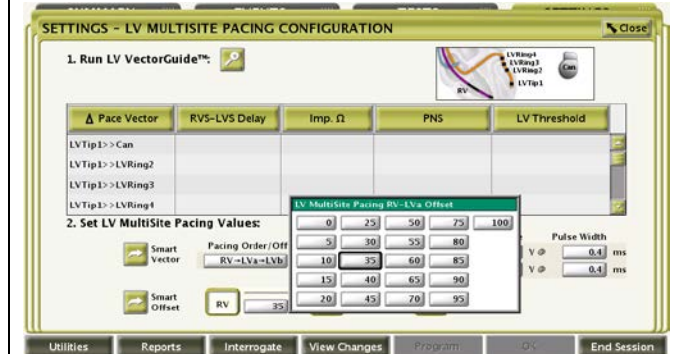 SETTINGS - LV MULTISITE PACING CONFIGURATION
Close
1. Run LV VectorGuide™:
LVRing4
LVRing3
LVRing2
LVTip1
Can
RV
Δ Pace Vector RVS-LVS Delay Imp. Ω PNS LV Threshold
LVTip1>>Can
LVTip1>>LVRing2
LVTip1>>LVRing3
LVTip1>>LVRing4
2. Set LV MultiSite Pacing Values:
LV MultiSite Pacing RV-LVa Offset
0 25 50 75 100
5 30 55 80
10 35 60 85
15 40 65 90
20 45 70 95
Smart Vector
Pacing Order/Off
RV→LVa→LVb
Pulse Width
V @ 0.4 ms
V @ 0.4 ms
Smart Offset
RV 35
Utilities Reports Interrogate View Changes Program End Session